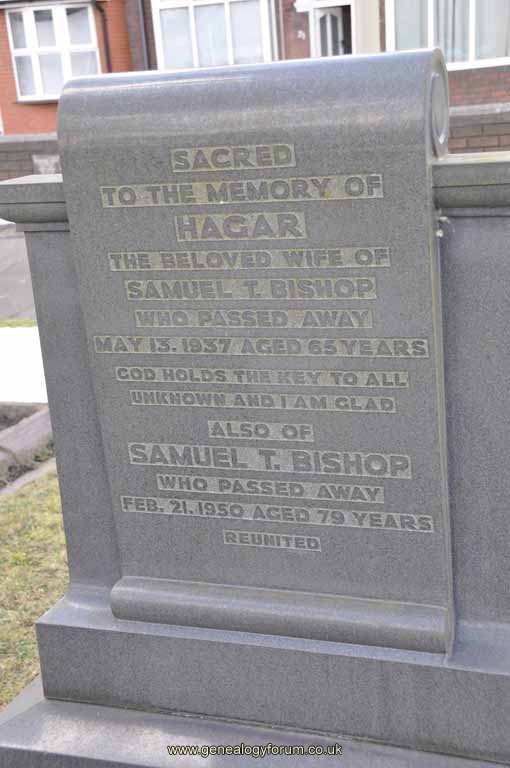 SACRED
TO THE MEMORY OF
HAGAR
THE BELOVED WIFE OF
SAMUEL T. BISHOP
WHO PASSED AWAY
MAY 13. 1937 AGED 65 YEARS
GOD HOLDS THE KEY TO ALL
UNKNOWN AND I AM GLAD
ALSO OF
SAMUEL T. BISHOP
WHO PASSED AWAY
FEB. 21. 1950 AGED 79 YEARS
REUNITED
www.genealogyforum.co.uk